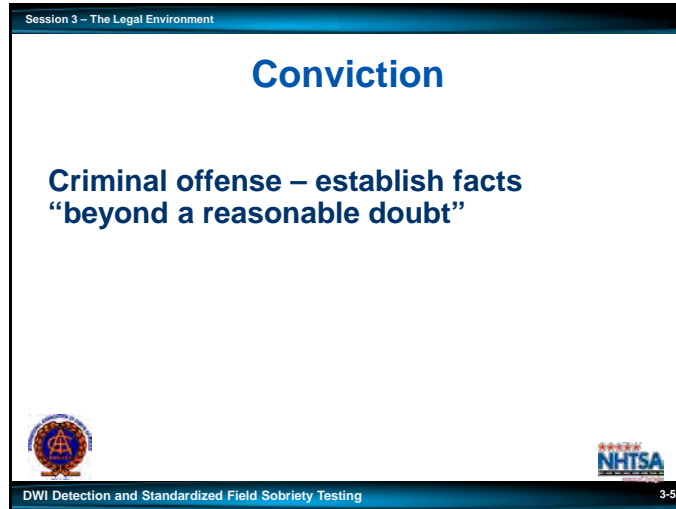 Session 3 – The Legal Environment
Conviction
Criminal offense – establish facts
“beyond a reasonable doubt”
NHTSA
DWI Detection and Standardized Field Sobriety Testing
3-5